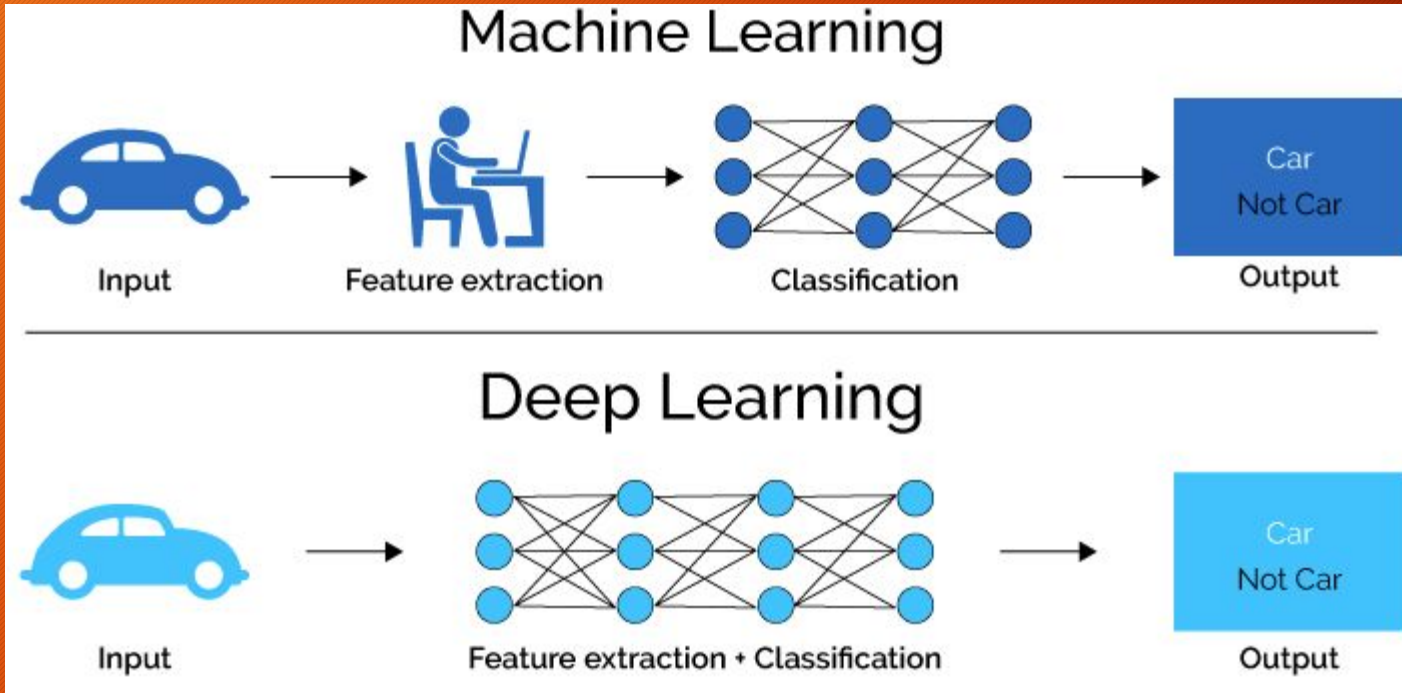 Machine Learning
Car
Not Car
Input
Feature extraction
Classification
Output
Deep Learning
Car
Not Car
Input
Feature extraction + Classification
Output